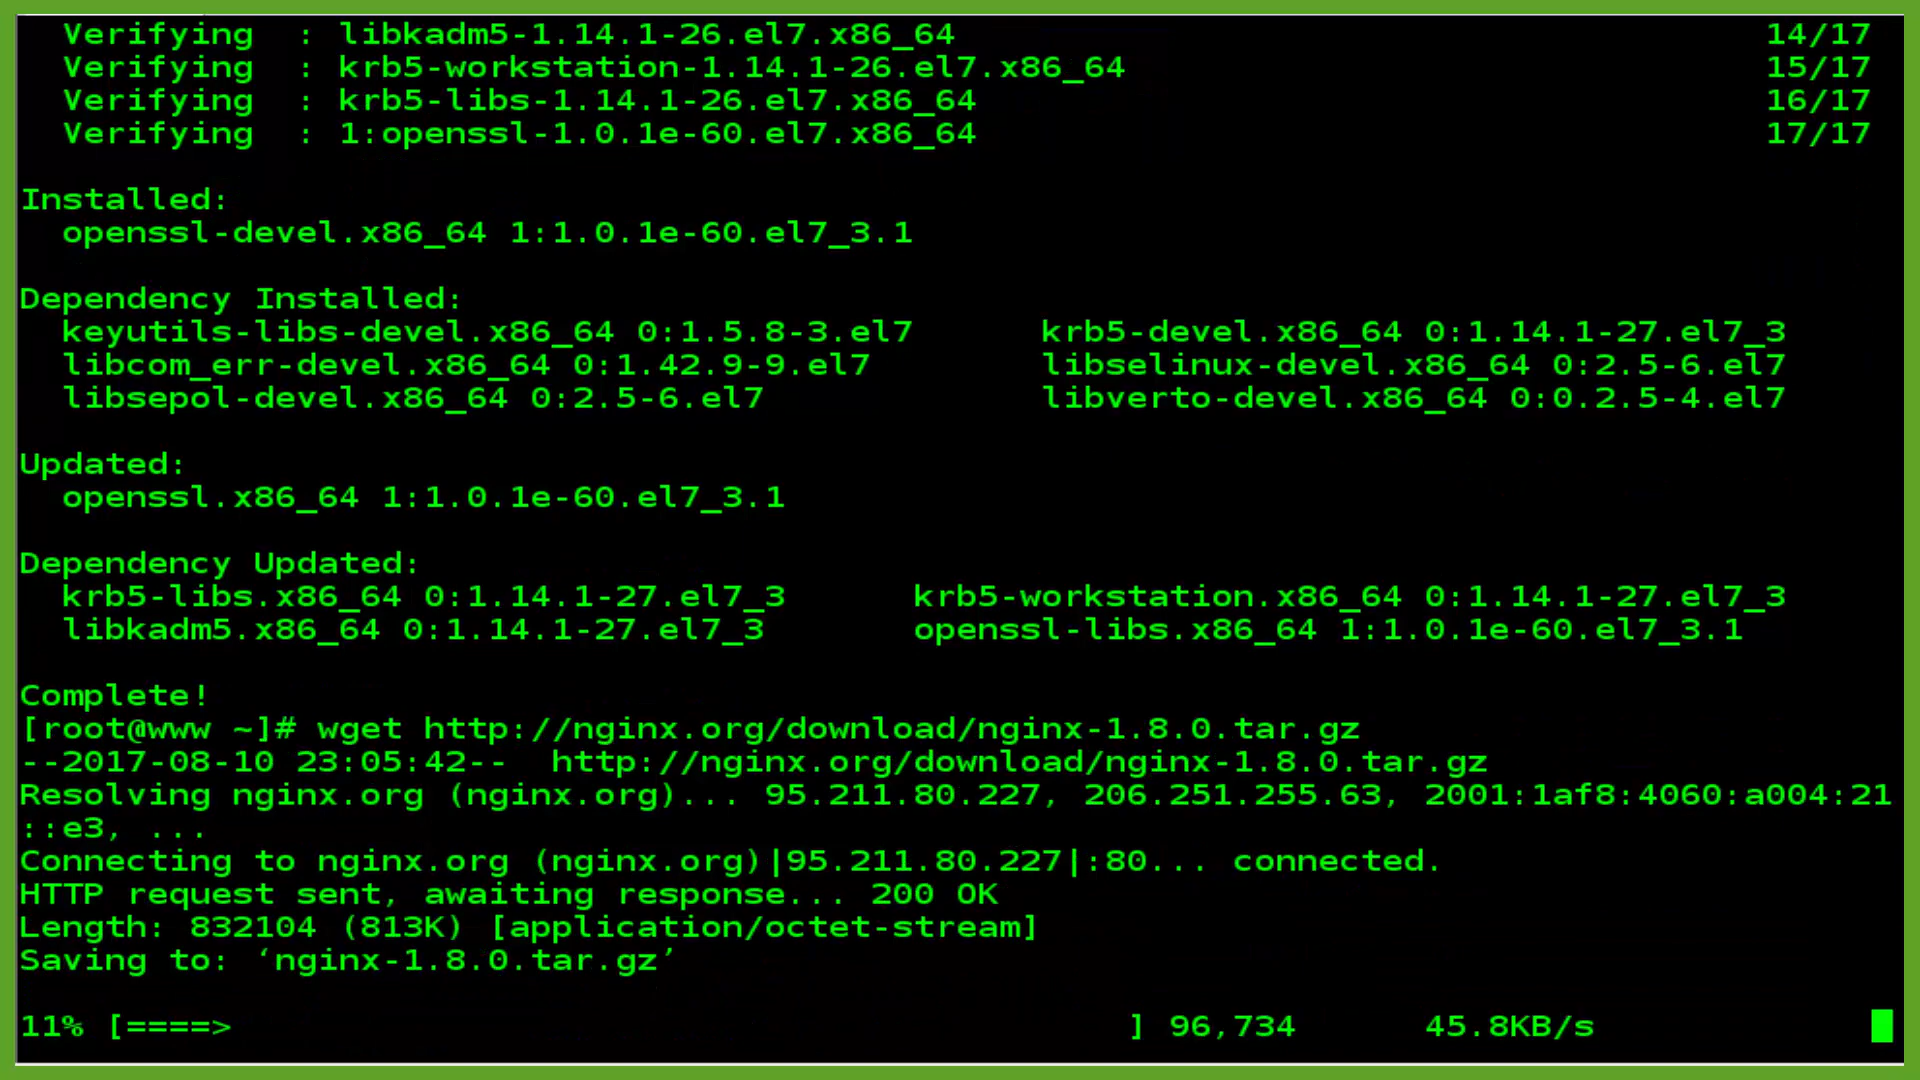 Verifying  : libkadm5-1.14.1-26.el7.x86_64 14/17
Verifying  : krb5-workstation-1.14.1-26.el7.x86_64 15/17
Verifying  : krb5-libs-1.14.1-26.el7.x86_64 16/17
Verifying  : 1:openssl-1.0.1e-60.el7.x86_64 17/17
Installed:
openssl-devel.x86_64 1:1.0.1e-60.el7_3.1
Dependency Installed:
keyutils-libs-devel.x86_64 0:1.5.8-3.el7 krb5-devel.x86_64 0:1.14.1-27.el7_3
libcom_err-devel.x86_64 0:1.42.9-9.el7 libselinux-devel.x86_64 0:2.5-6.el7
libsepol-devel.x86_64 0:2.5-6.el7 libverto-devel.x86_64 0:0.2.5-4.el7
Updated:
openssl.x86_64 1:1.0.1e-60.el7_3.1
Dependency Updated:
krb5-libs.x86_64 0:1.14.1-27.el7_3 krb5-workstation.x86_64 0:1.14.1-27.el7_3
libkadm5.x86_64 0:1.14.1-27.el7_3 openssl-libs.x86_64 1:1.0.1e-60.el7_3.1
Complete!
[root@www ~]# wget http://nginx.org/download/nginx-1.8.0.tar.gz
--2017-08-10 23:05:42--  http://nginx.org/download/nginx-1.8.0.tar.gz
Resolving nginx.org (nginx.org)... 95.211.80.227, 206.251.255.63, 2001:1af8:4060:a004:21
::e3, ...
Connecting to nginx.org (nginx.org)|95.211.80.227|:80... connected.
HTTP request sent, awaiting response... 200 OK
Length: 832104 (813K) [application/octet-stream]
Saving to: ‘nginx-1.8.0.tar.gz’
11% [====> ] 96,734 45.8KB/s